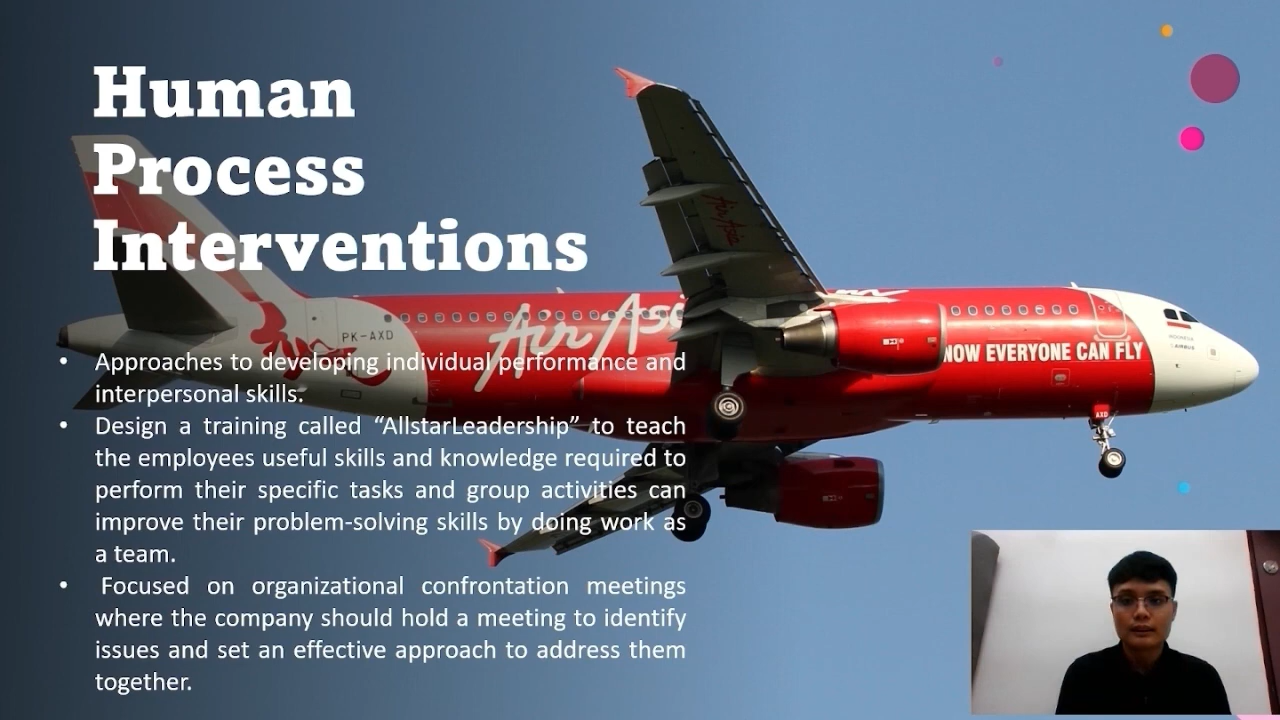 Human
Process
Interventions
Air Asia
PK-AXD
NOW EVERYONE CAN FLY
AXD
• Approaches to developing individual performance and
interpersonal skills.
• Design a training called “AllstarLeadership” to teach
the employees useful skills and knowledge required to
perform their specific tasks and group activities can
improve their problem-solving skills by doing work as
a team.
• Focused on organizational confrontation meetings
where the company should hold a meeting to identify
issues and set an effective approach to address them
together.